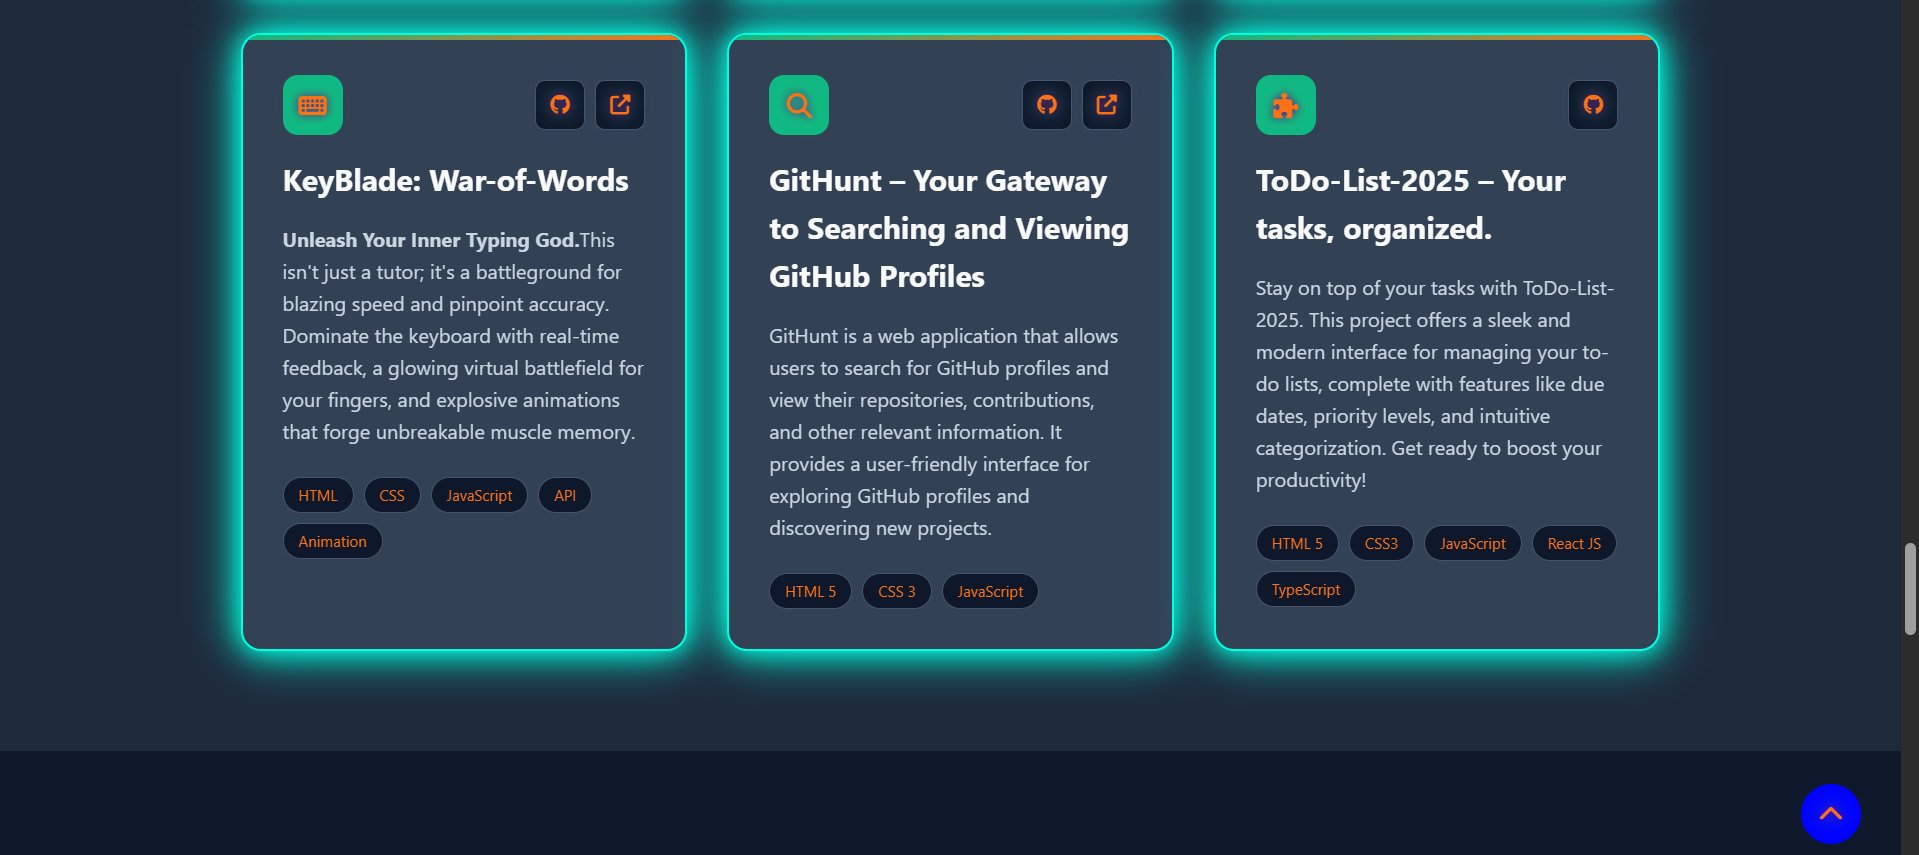 KeyBlade: War-of-Words
Unleash Your Inner Typing God.This
isn't just a tutor; it's a battleground for
blazing speed and pinpoint accuracy.
Dominate the keyboard with real-time
feedback, a glowing virtual battlefield for
your fingers, and explosive animations
that forge unbreakable muscle memory.
HTML CSS JavaScript API
Animation
GitHunt – Your Gateway
to Searching and Viewing
GitHub Profiles
GitHunt is a web application that allows
users to search for GitHub profiles and
view their repositories, contributions,
and other relevant information. It
provides a user-friendly interface for
exploring GitHub profiles and
discovering new projects.
HTML 5 CSS 3 JavaScript
ToDo-List-2025 – Your
tasks, organized.
Stay on top of your tasks with ToDo-List-
2025. This project offers a sleek and
modern interface for managing your to-
do lists, complete with features like due
dates, priority levels, and intuitive
categorization. Get ready to boost your
productivity!
HTML 5 CSS3 JavaScript React JS
TypeScript